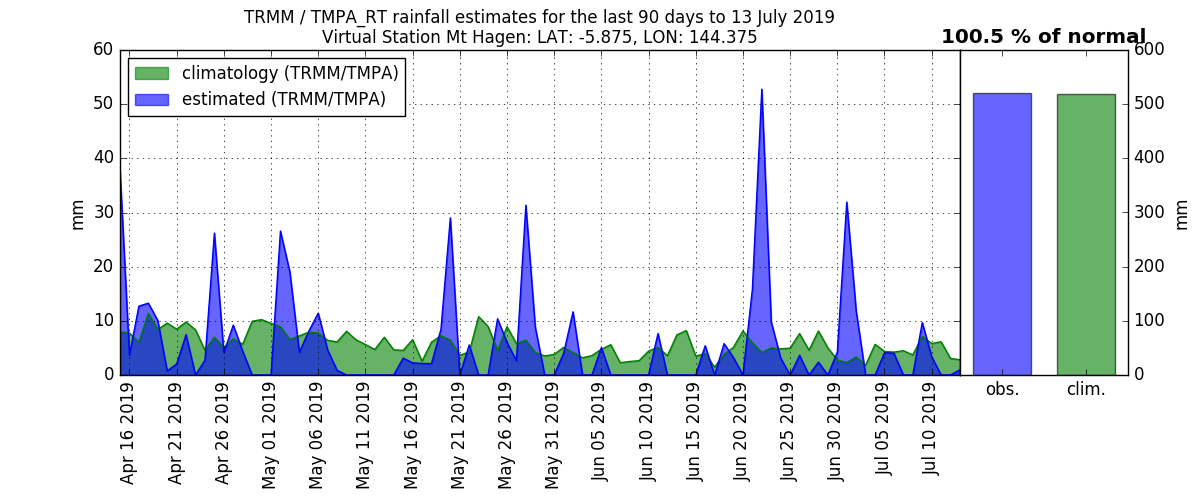 TRMM / TMPA_RT rainfall estimates for the last 90 days to 13 July 2019
Virtual Station Mt Hagen: LAT: -5.875, LON: 144.375
100.5 % of normal
climatology (TRMM/TMPA)
estimated (TRMM/TMPA)
60
50
40
30
20
10
0
mm
600
500
400
300
200
100
0
mm
Apr 16 2019
Apr 21 2019
Apr 26 2019
May 01 2019
May 06 2019
May 11 2019
May 16 2019
May 21 2019
May 26 2019
May 31 2019
Jun 05 2019
Jun 10 2019
Jun 15 2019
Jun 20 2019
Jun 25 2019
Jun 30 2019
Jul 05 2019
Jul 10 2019
obs.
clim.